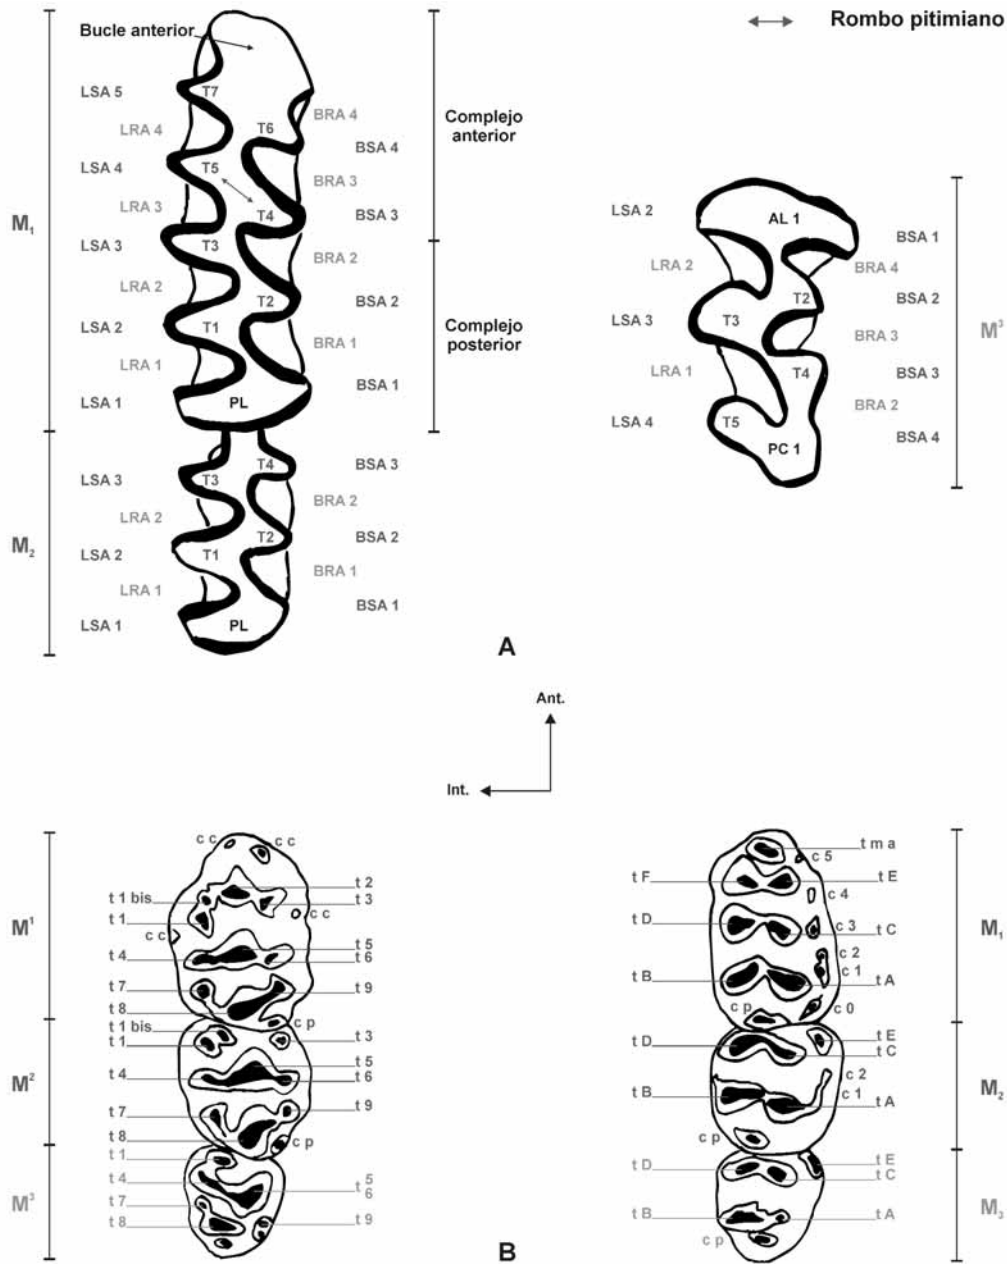 Rombo pitimiano
Bucle anterior
LSA 5
T7
BRA 4
LRA 4
T6
BSA 4
Complejo
anterior
LSA 4
T5
BRA 3
LRA 3
T4
BSA 3
M₁
LSA 3
T3
BRA 2
LRA 2
T2
BSA 2
LSA 2
T1
Complejo
posterior
BRA 1
LRA 1
BSA 1
LSA 1
PL
T4
BSA 3
LSA 3
T3
BRA 2
LRA 2
M₂
T2
BSA 2
LSA 2
T1
BRA 1
LRA 1
BSA 1
LSA 1
PL
LSA 2
AL 1
BSA 1
LRA 2
BRA 4
T2
BSA 2
LSA 3
T3
BRA 3
M³
LRA 1
T4
BSA 3
BRA 2
LSA 4
T5
PC 1
BSA 4
A
Ant.
Int.
c c
c c
t 2
t 1 bis
t 3
t 1
c c
M¹
c c
t 5
t 4
t 6
t 7
t 9
t 8
c p
t 1 bis
t 1
t 3
t 5
M²
t 4
t 6
t 7
t 9
t 8
c p
t 1
t 4
t 5
t 6
M³
t 7
t 8
t 9
t m a
c 5
t F
t E
c 4
t D
c 3
t C
M₁
c 2
c 1
t B
t A
c p
c 0
t E
t D
t C
c 2
M₂
c 1
t B
t A
c p
t E
t D
t C
M₃
t B
t A
c p
B